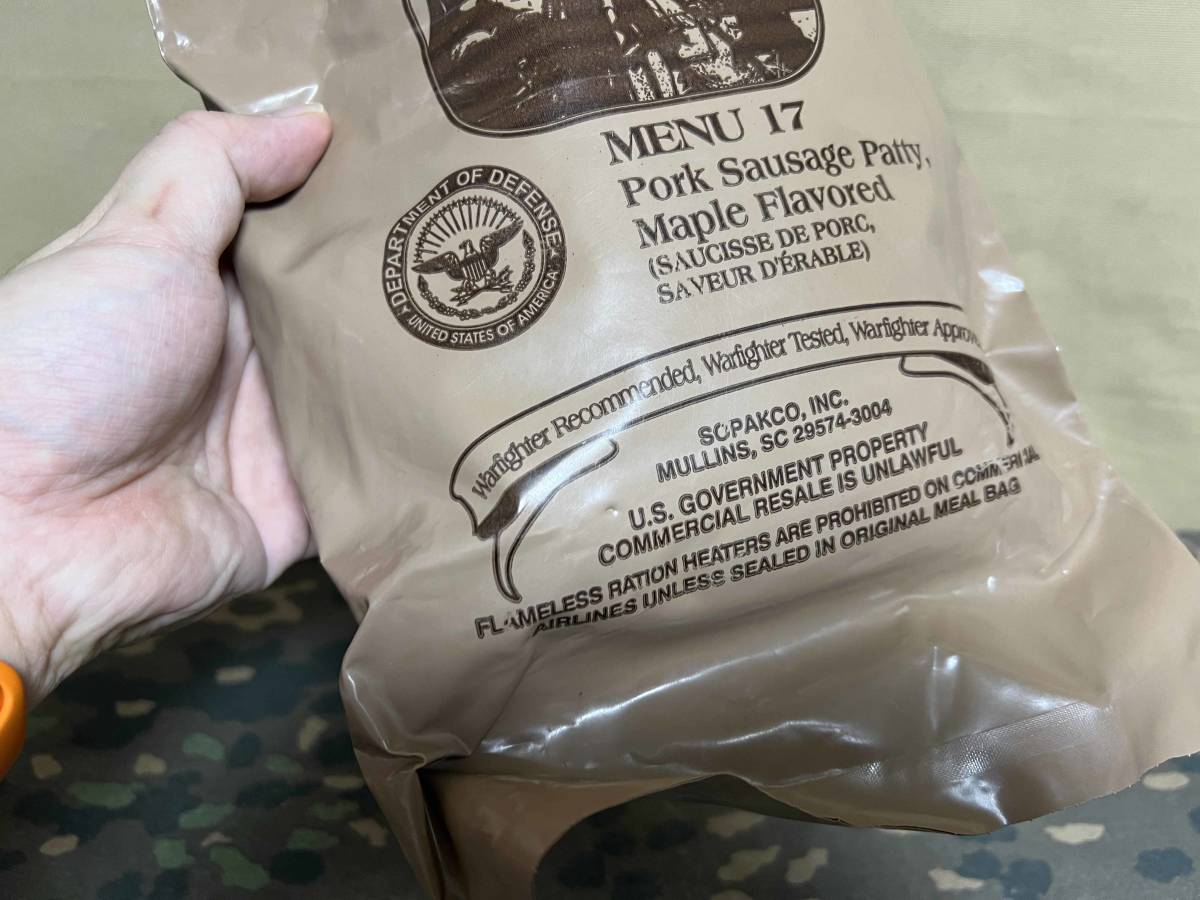 MENU 17
Pork Sausage Patty,
Maple Flavored
(SAUCISSE DE PORC,
SAVEUR D'ÉRABLE)
DEPARTMENT OF DEFENSE
UNITED STATES OF AMERICA
Warfighter Recommended, Warfighter Tested, Warfighter Approv
SOPAKCO, INC.
MULLINS, SC 29574-3004
U.S. GOVERNMENT PROPERTY
COMMERCIAL RESALE IS UNLAWFUL
FLAMELESS RATION HEATERS ARE PROHIBITED ON COMMERCIAL
AIRLINES UNLESS SEALED IN ORIGINAL MEAL BAG